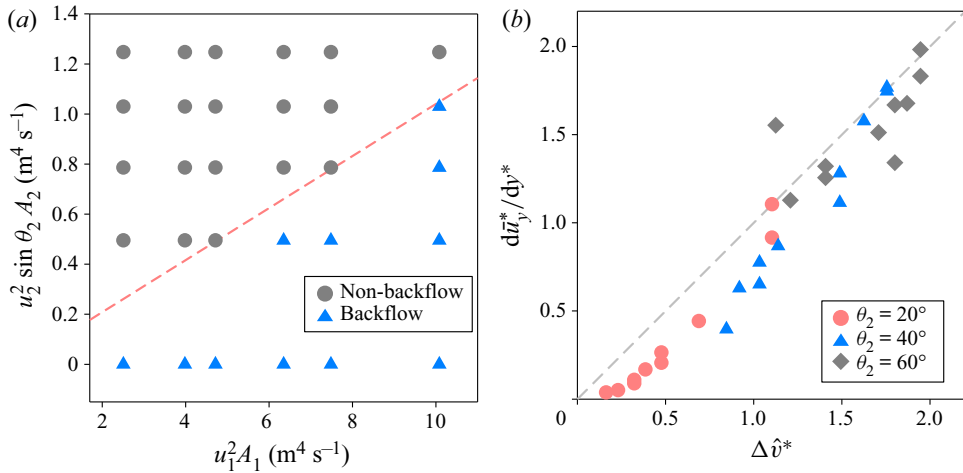 (a)
1.4
1.2
1.0
0.8
0.6
0.4
0.2
0
2
4
6
8
10
u₂² sin θ₂ A₂ (m⁴ s⁻¹)
u₁²A₁ (m⁴ s⁻¹)
Non-backflow
Backflow
(b)
2.0
1.5
1.0
0.5
0
0.5
1.0
1.5
2.0
dū*ᵧ/dy*
Δv̂*
θ₂ = 20°
θ₂ = 40°
θ₂ = 60°